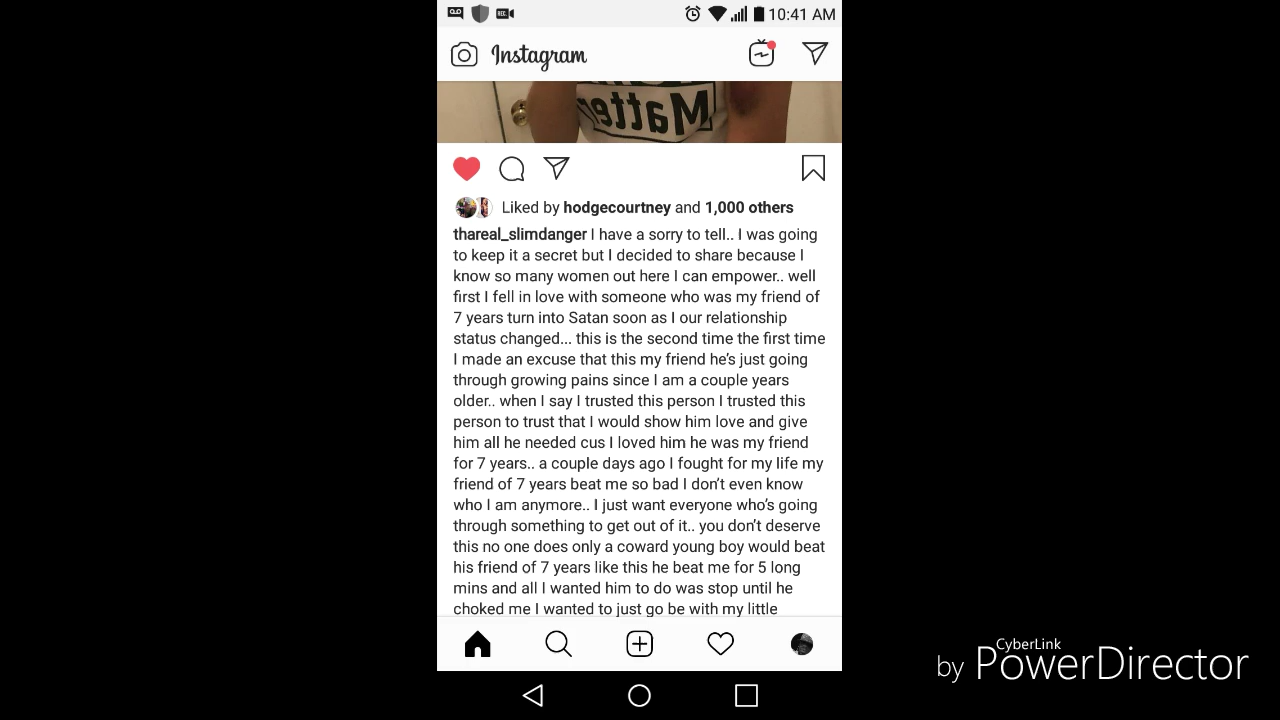 10:41 AM
Instagram
Matter
Liked by hodgecourtney and 1,000 others
thareal_slimdanger I have a sorry to tell.. I was going
to keep it a secret but I decided to share because I
know so many women out here I can empower.. well
first I fell in love with someone who was my friend of
7 years turn into Satan soon as I our relationship
status changed... this is the second time the first time
I made an excuse that this my friend he's just going
through growing pains since I am a couple years
older.. when I say I trusted this person I trusted this
person to trust that I would show him love and give
him all he needed cus I loved him he was my friend
for 7 years.. a couple days ago I fought for my life my
friend of 7 years beat me so bad I don't even know
who I am anymore.. I just want everyone who's going
through something to get out of it.. you don't deserve
this no one does only a coward young boy would beat
his friend of 7 years like this he beat me for 5 long
mins and all I wanted him to do was stop until he
choked me I wanted to just go be with my little
CyberLink
by PowerDirector